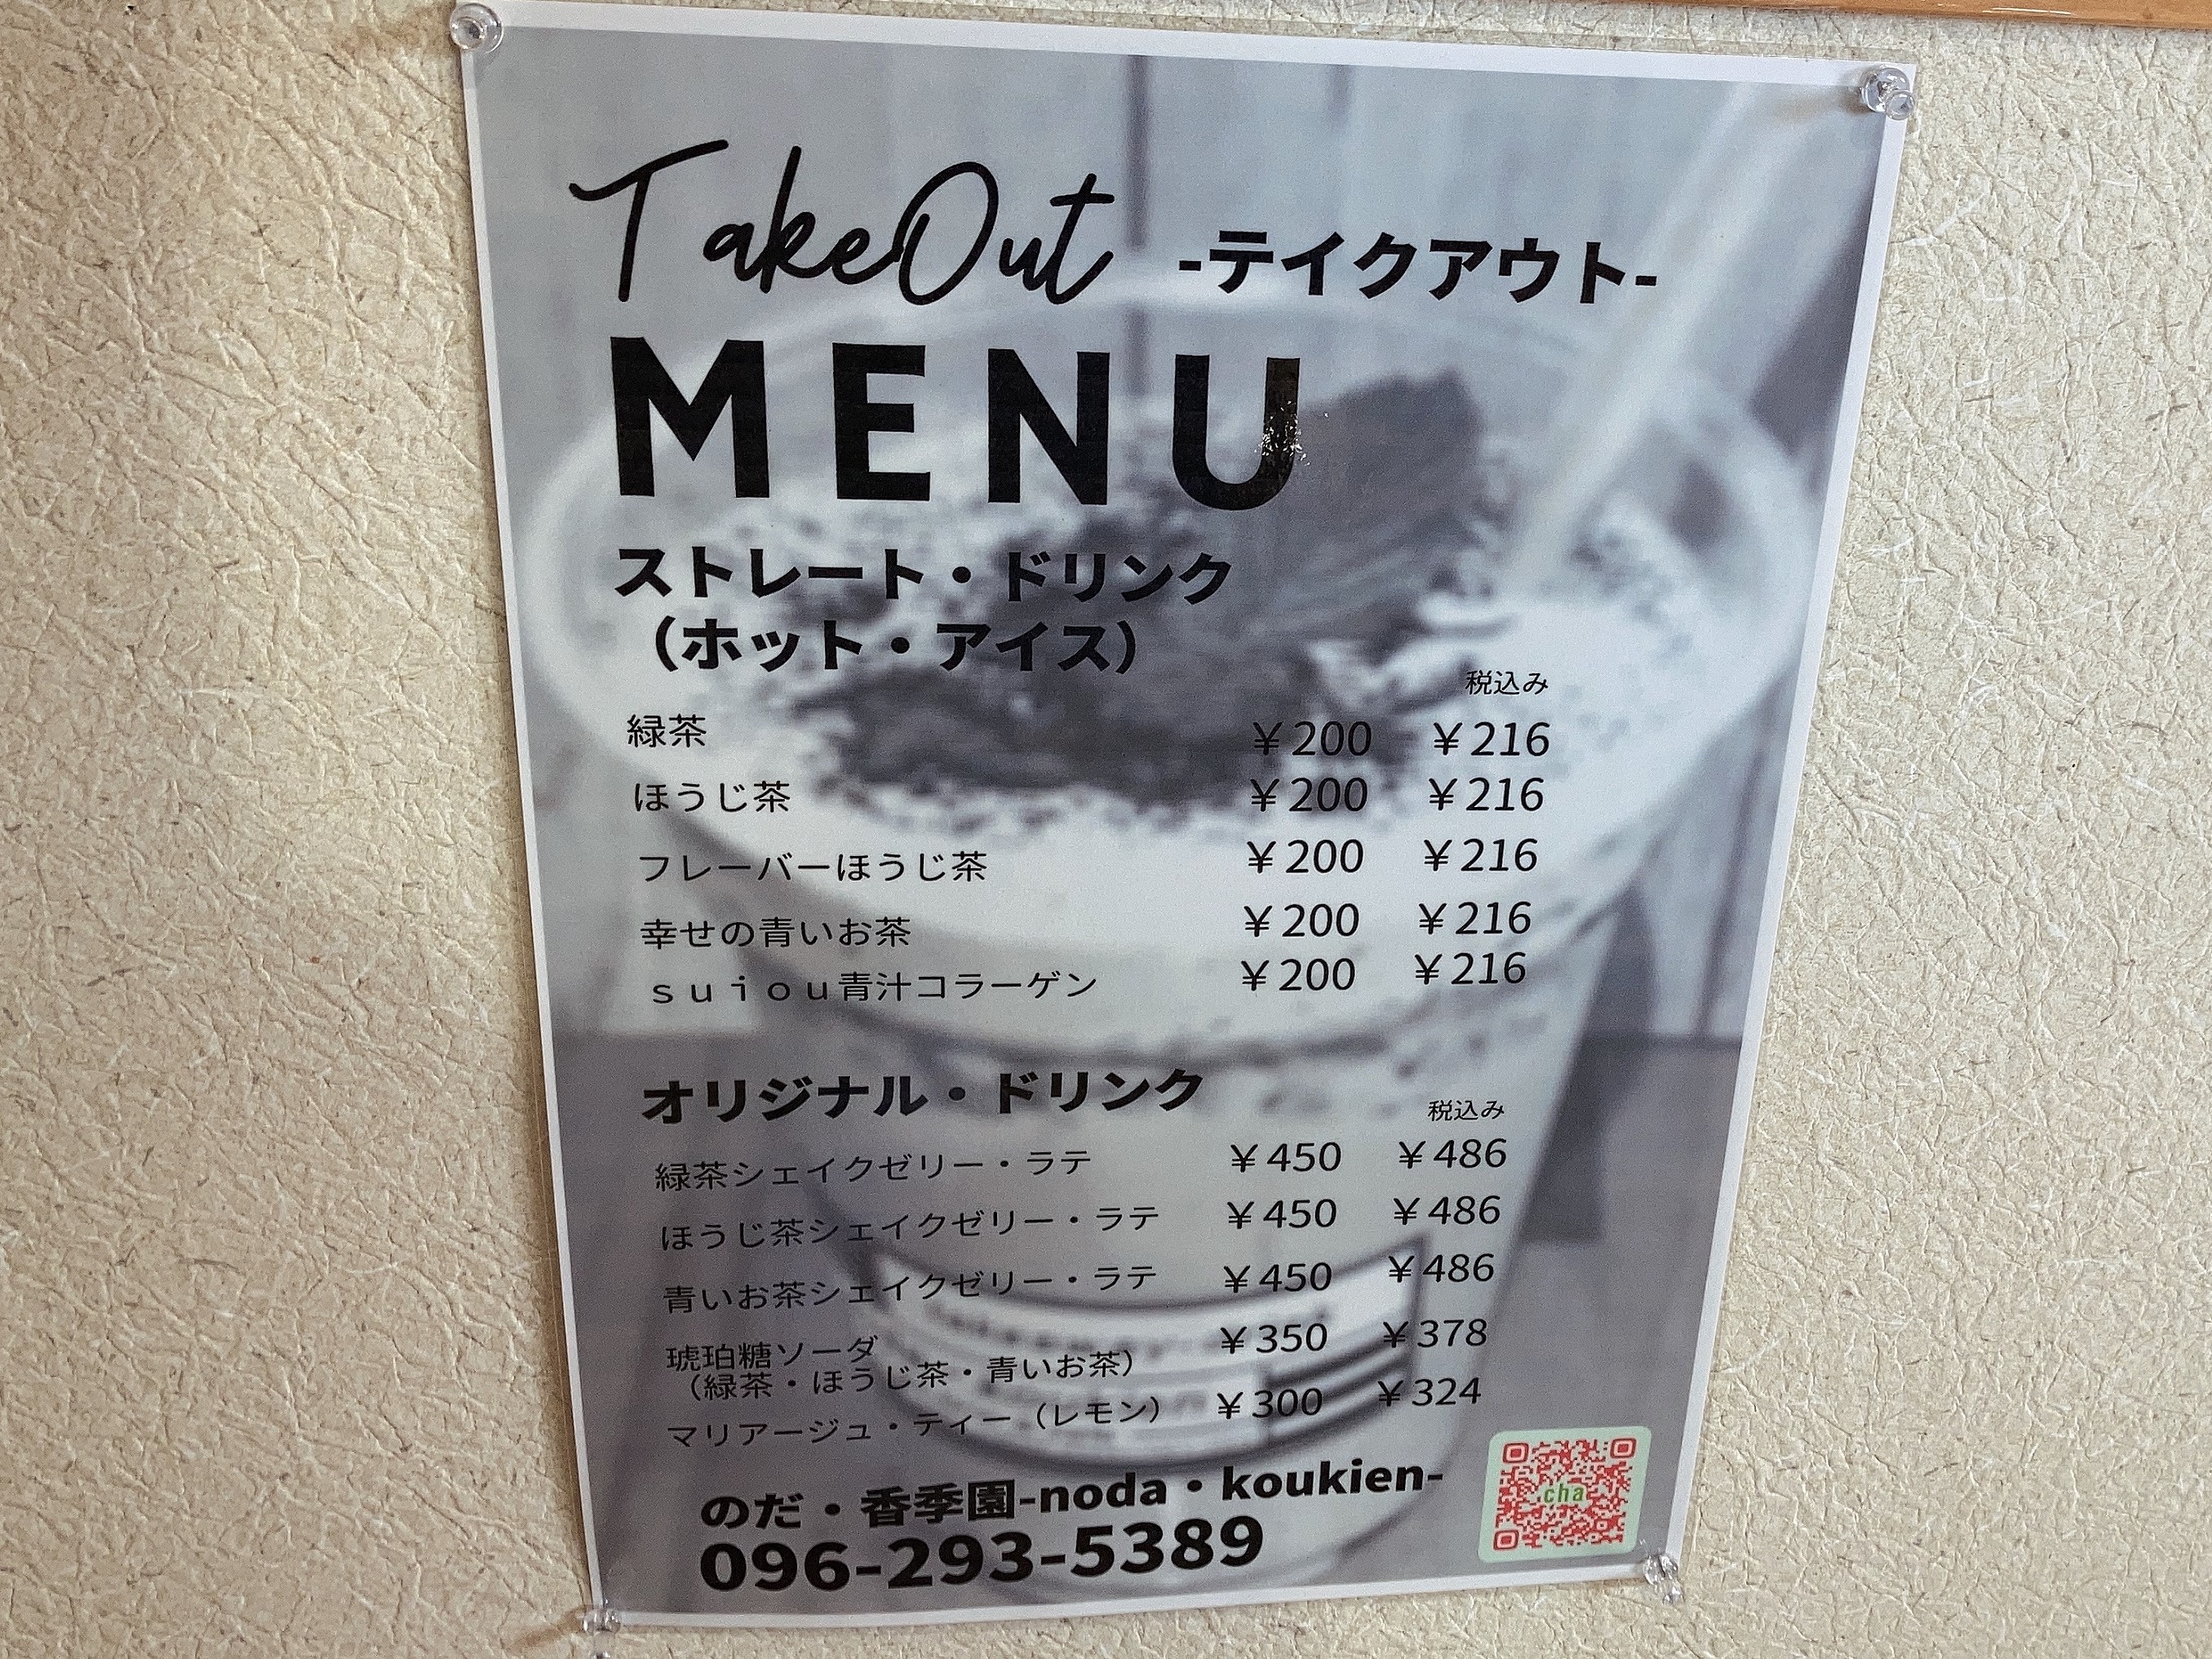 TakeOut -テイクアウト-
MENU
ストレート・ドリンク
（ホット・アイス）
税込み
緑茶 ￥200 ￥216
ほうじ茶 ￥200 ￥216
フレーバーほうじ茶 ￥200 ￥216
幸せの青いお茶 ￥200 ￥216
ｓｕｉｏｕ青汁コラーゲン ￥200 ￥216
オリジナル・ドリンク
税込み
緑茶シェイクゼリー・ラテ ￥450 ￥486
ほうじ茶シェイクゼリー・ラテ ￥450 ￥486
青いお茶シェイクゼリー・ラテ ￥450 ￥486
琥珀糖ソーダ ￥350 ￥378
（緑茶・ほうじ茶・青いお茶）
マリアージュ・ティー（レモン） ￥300 ￥324
のだ・香季園-noda・koukien-
096-293-5389
cha